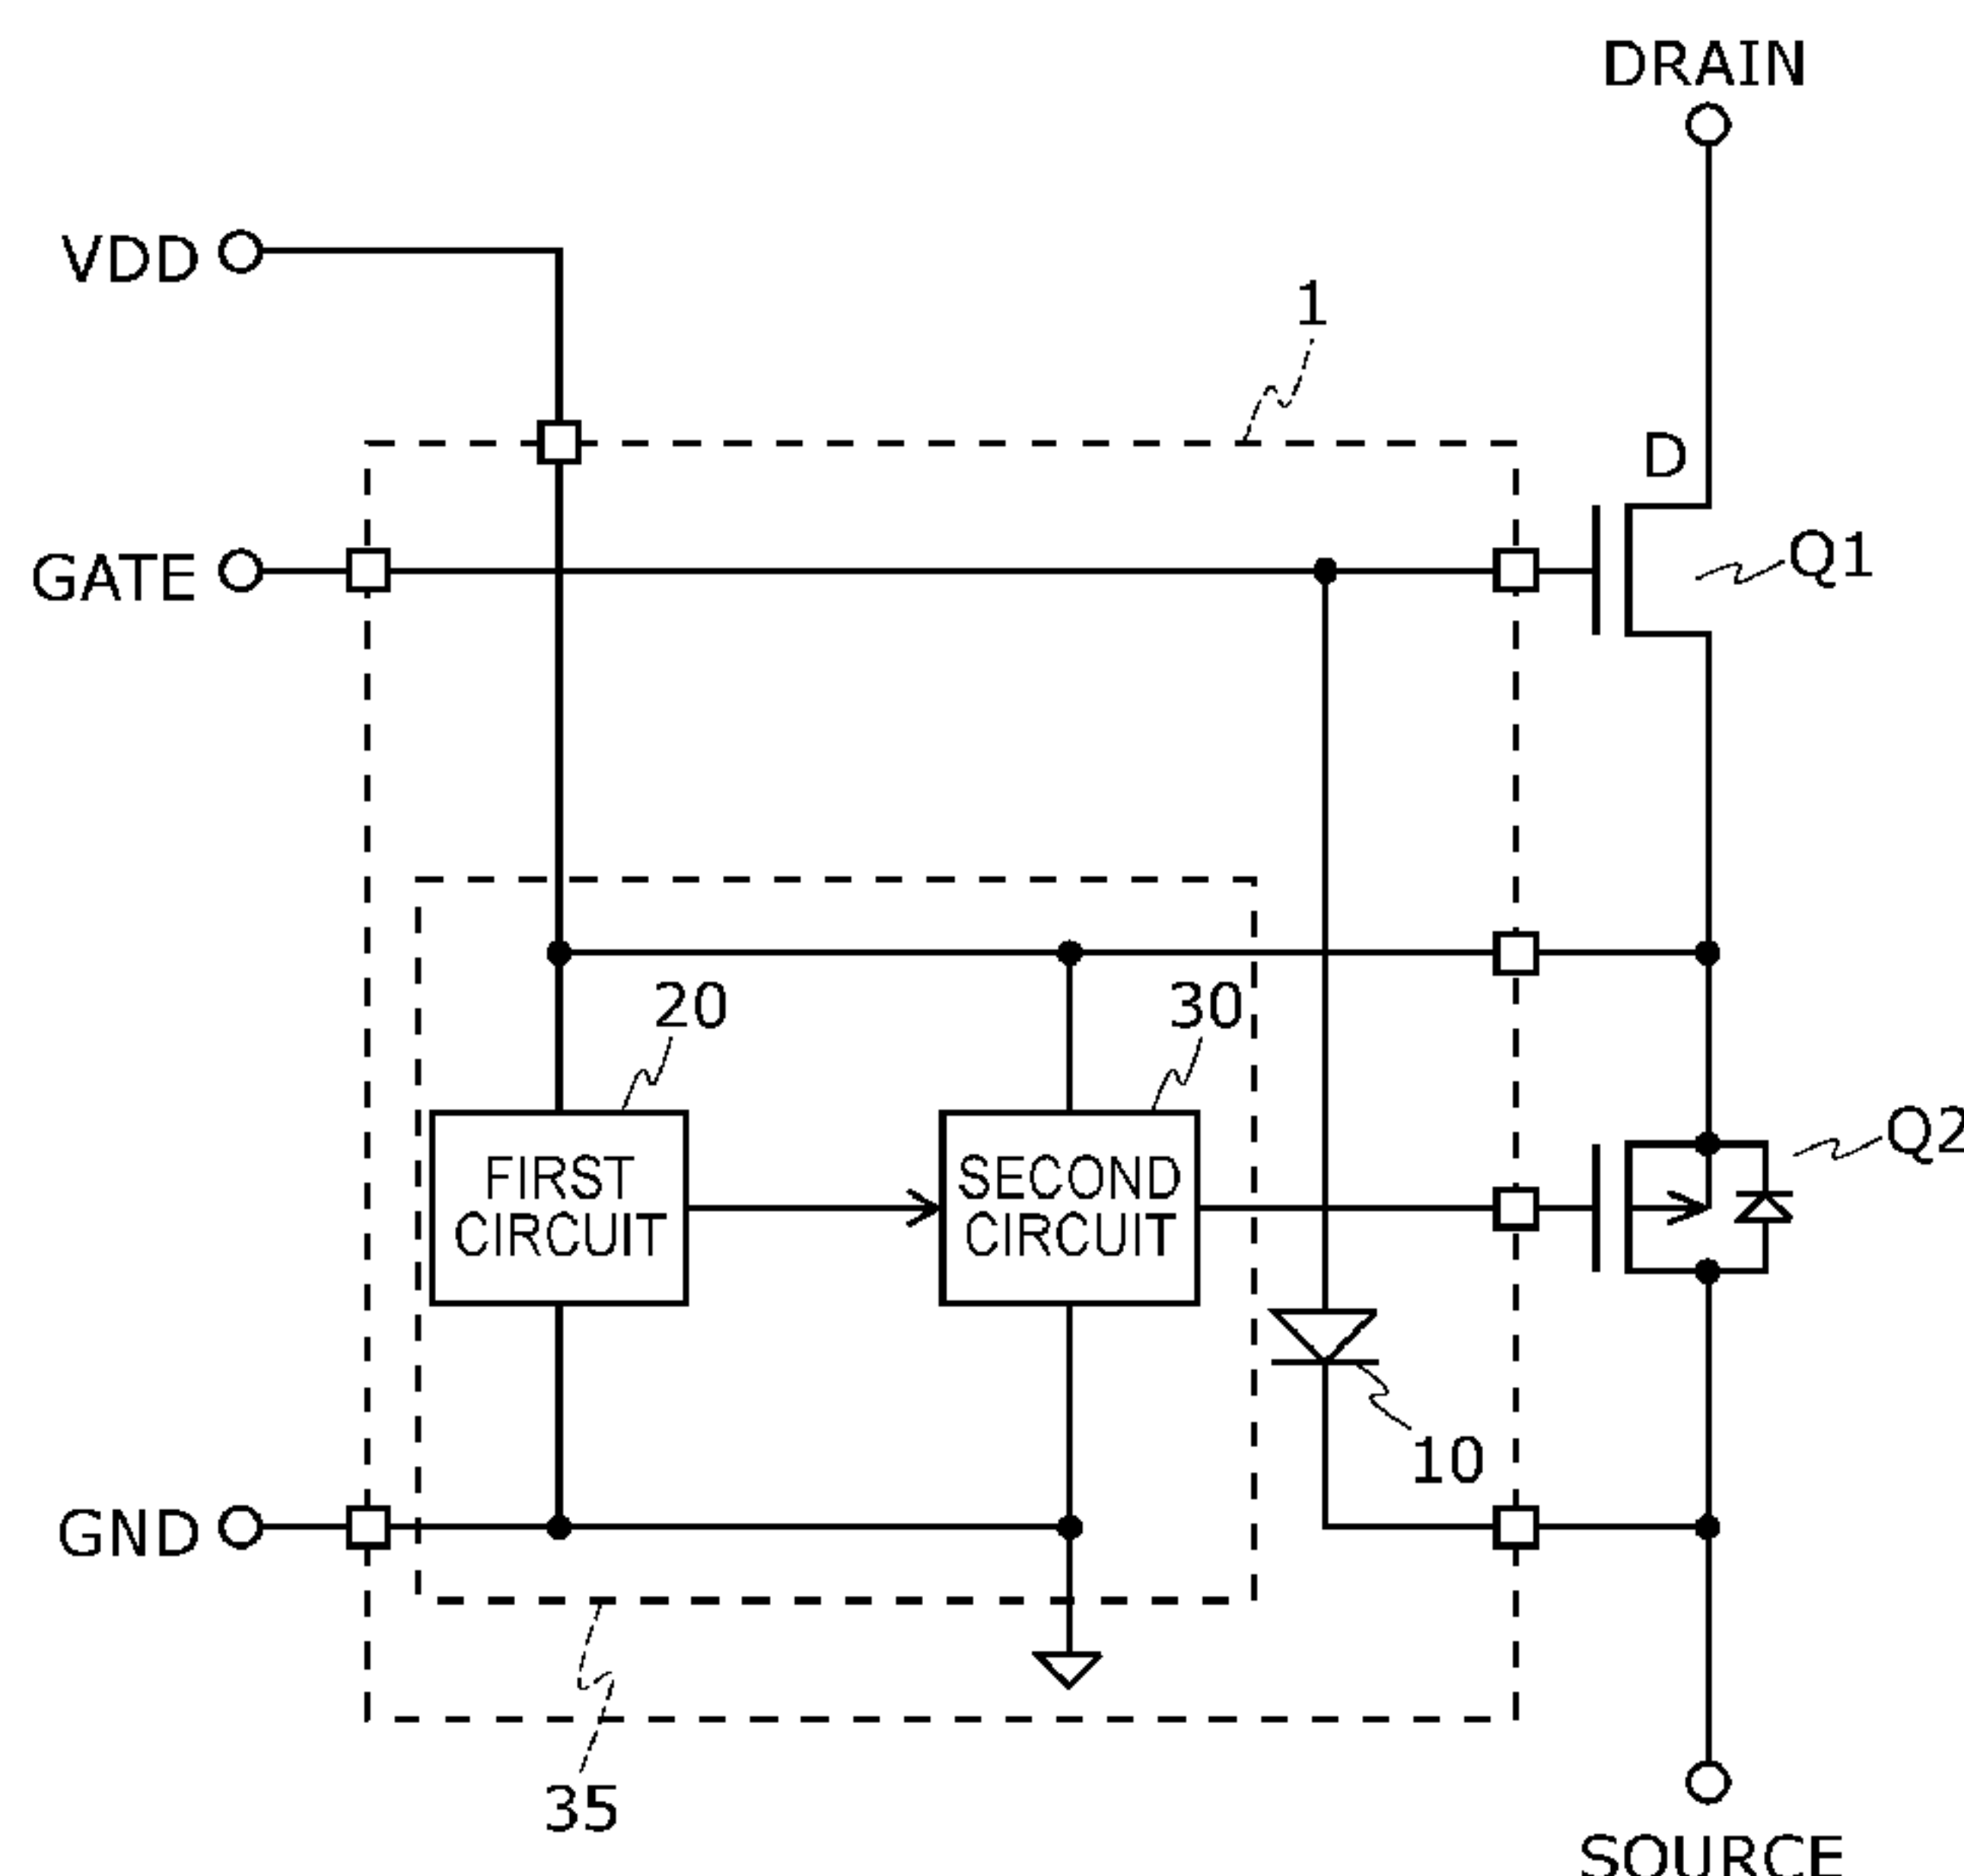 DRAIN
VDD
1
D
GATE
Q1
20
30
Q2
FIRST
CIRCUIT
SECOND
CIRCUIT
10
GND
35
SOURCE